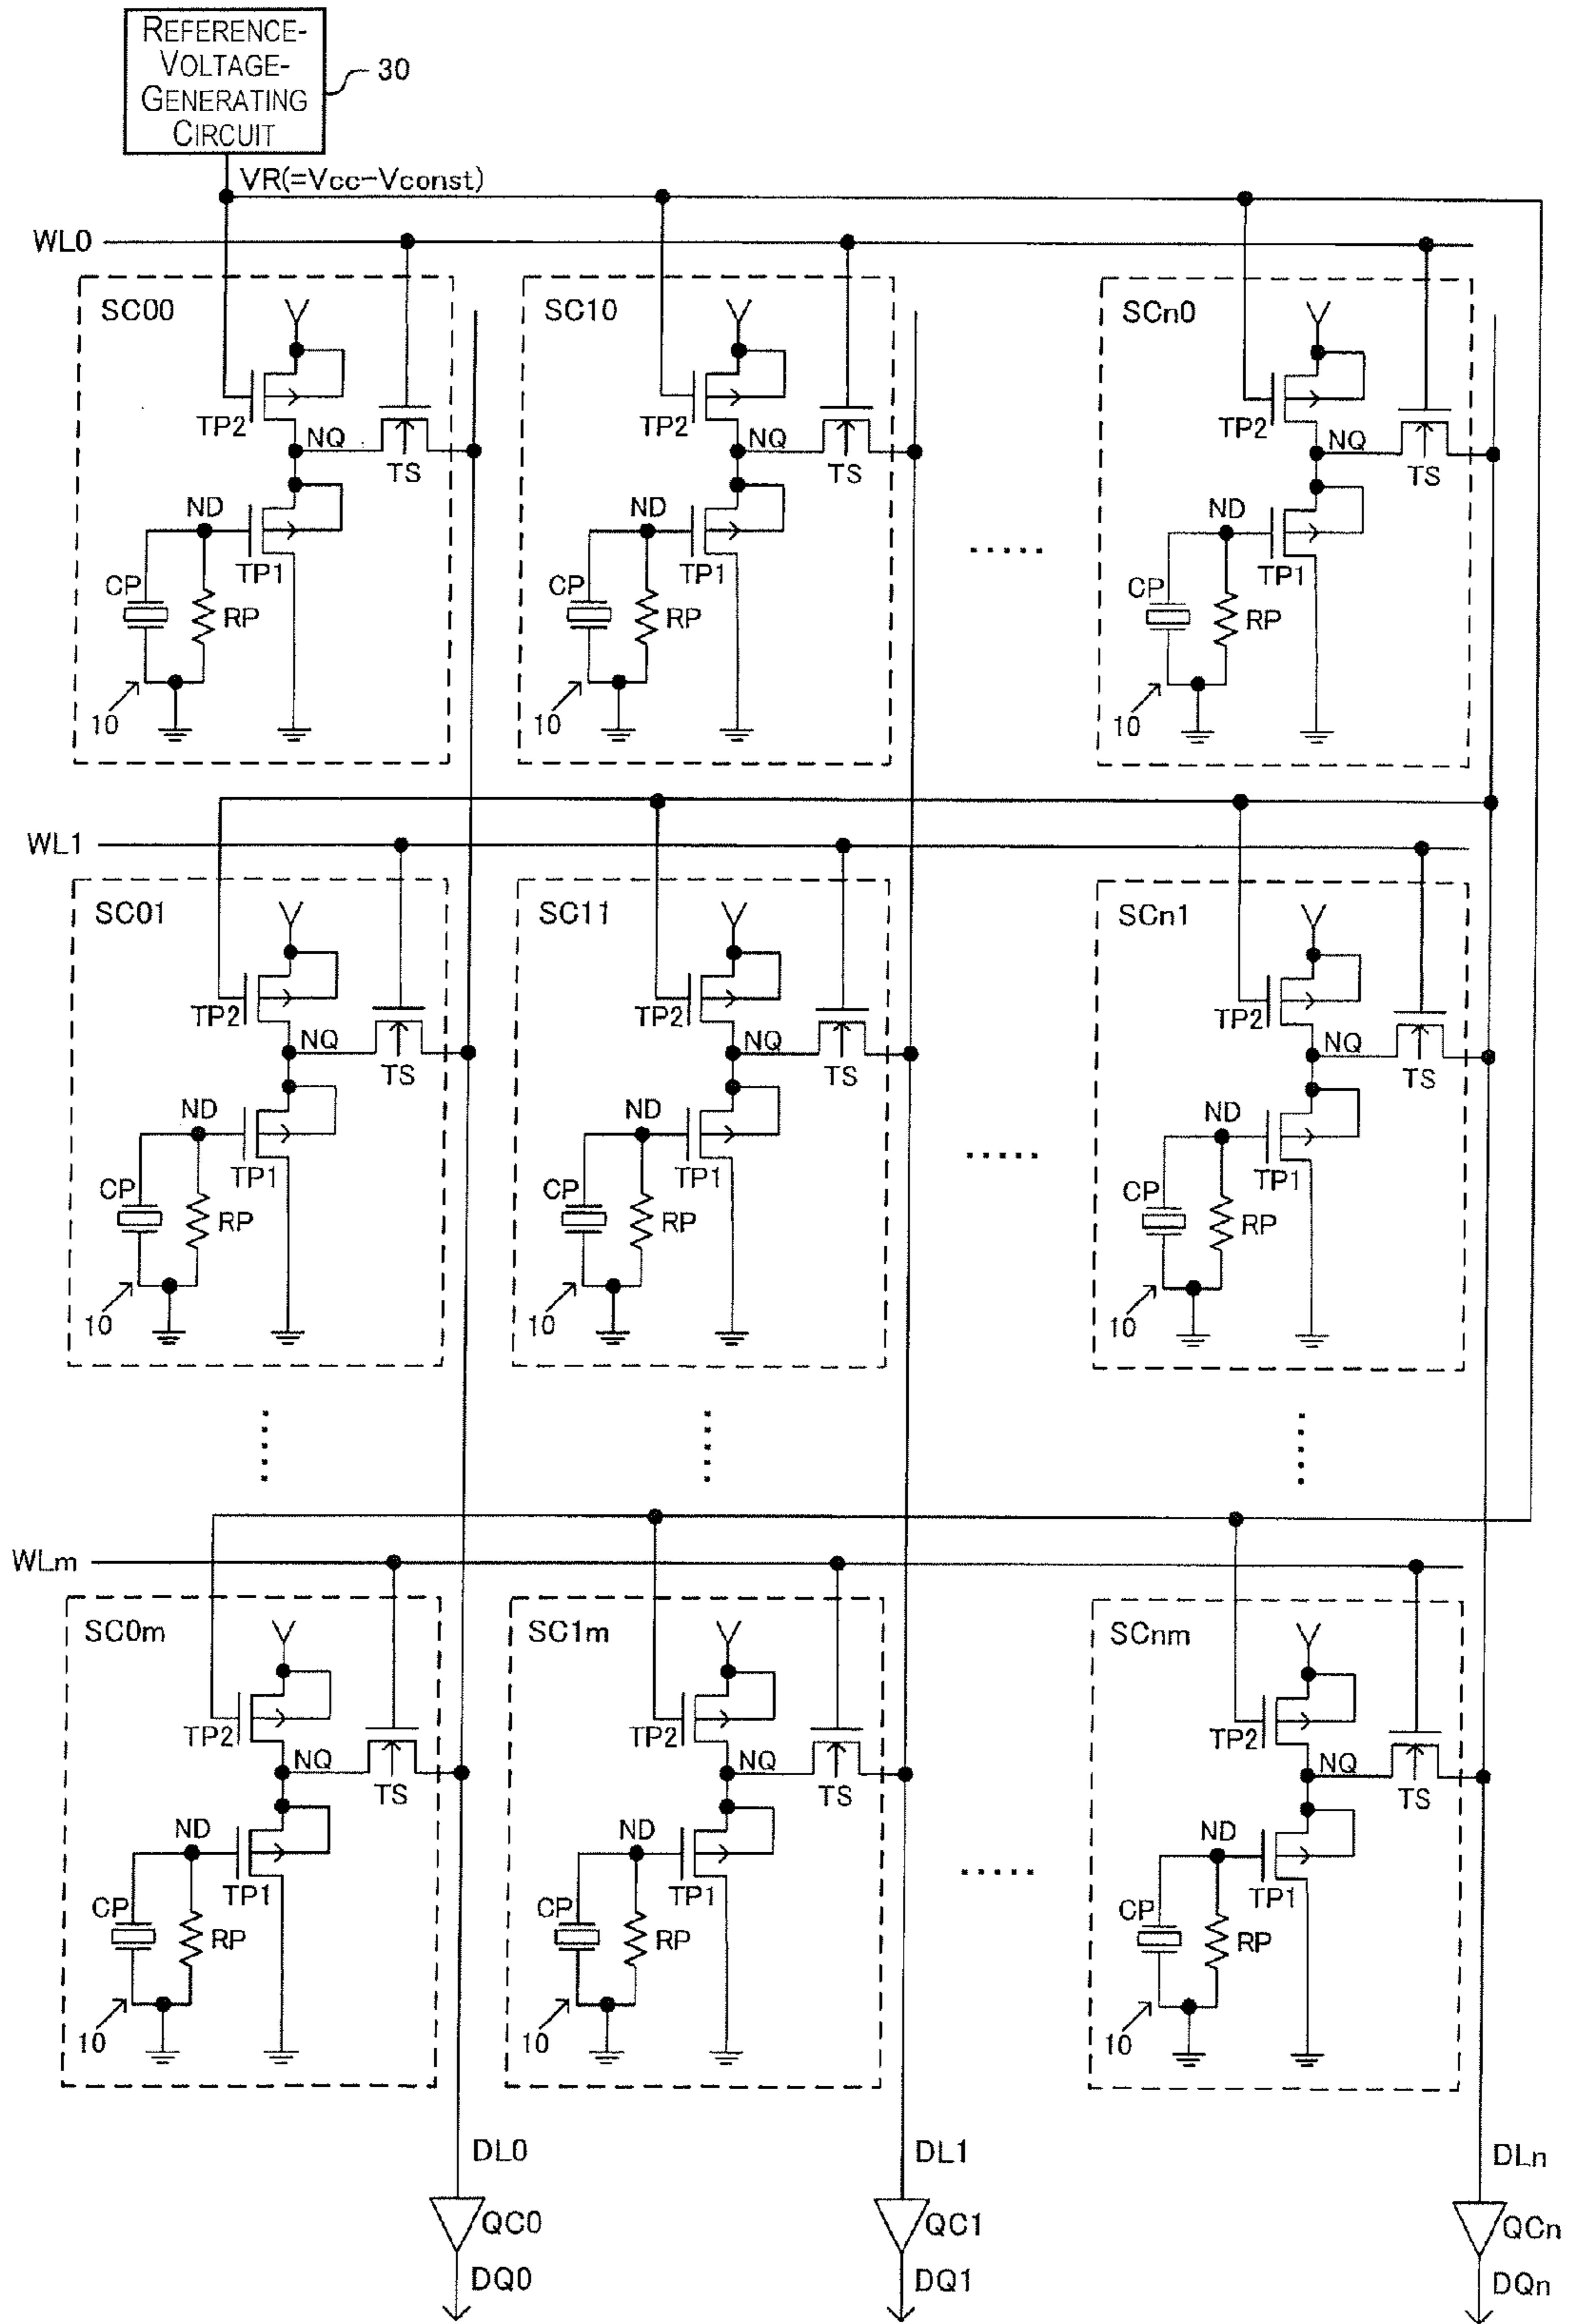 REFERENCE-
VOLTAGE-
GENERATING
CIRCUIT
30
VR(=Vcc-Vconst)
WL0
SC00
TP2
NQ
TS
ND
TP1
CP
RP
10
SC10
TP2
NQ
TS
ND
TP1
CP
RP
10
.....
SCn0
TP2
NQ
TS
ND
TP1
CP
RP
10
WL1
SC01
TP2
NQ
TS
ND
TP1
CP
RP
10
SC11
TP2
NQ
TS
ND
TP1
CP
RP
10
.....
SCn1
TP2
NQ
TS
ND
TP1
CP
RP
10
WLm
SC0m
TP2
NQ
TS
ND
TP1
CP
RP
10
SC1m
TP2
NQ
TS
ND
TP1
CP
RP
10
.....
SCnm
TP2
NQ
TS
ND
TP1
CP
RP
10
DL0
DL1
DLn
QC0
QC1
QCn
DQ0
DQ1
DQn